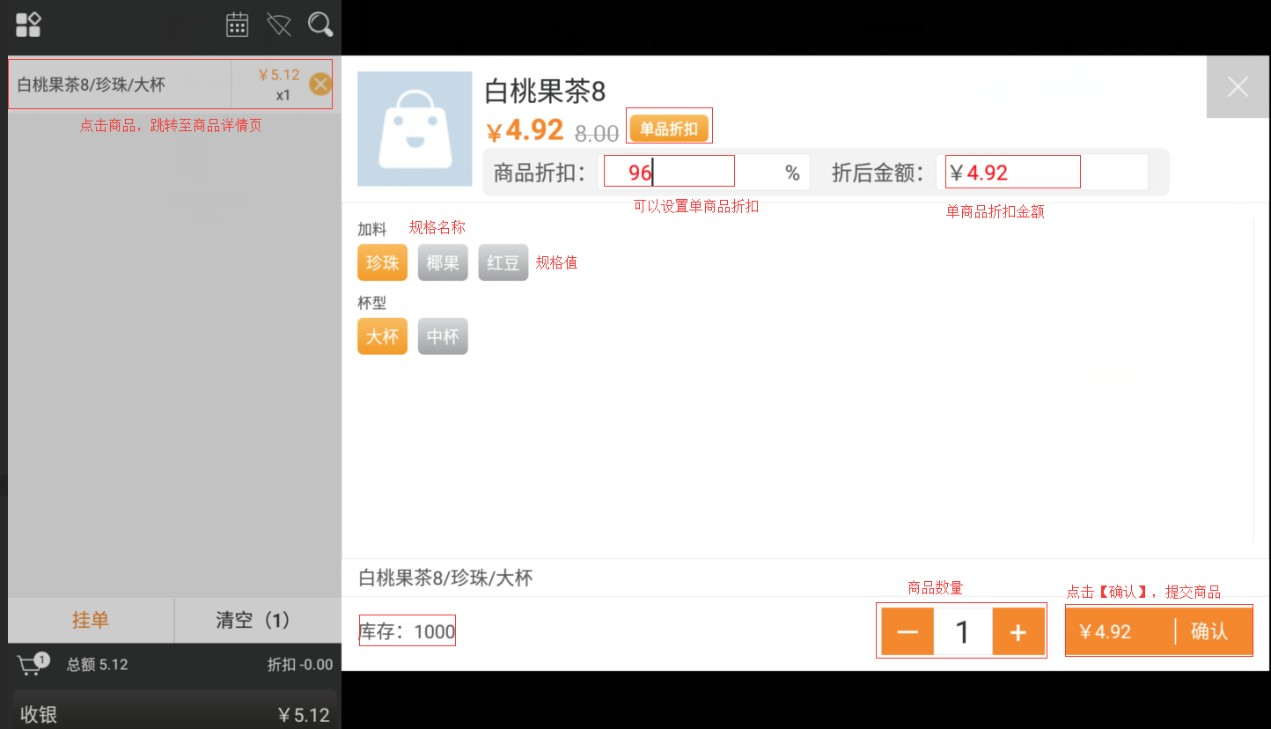 白桃果茶8/珍珠/大杯
￥5.12
x1
点击商品，跳转至商品详情页
挂单
清空（1）
1
总额 5.12
折扣 -0.00
收银
￥5.12
白桃果茶8
￥4.92 8.00 单品折扣
商品折扣： 96 % 折后金额： ￥4.92
可以设置单商品折扣
单商品折扣金额
加料 规格名称
珍珠 椰果 红豆 规格值
杯型
大杯 中杯
白桃果茶8/珍珠/大杯
商品数量
点击【确认】，提交商品
库存：1000
1
￥4.92 确认